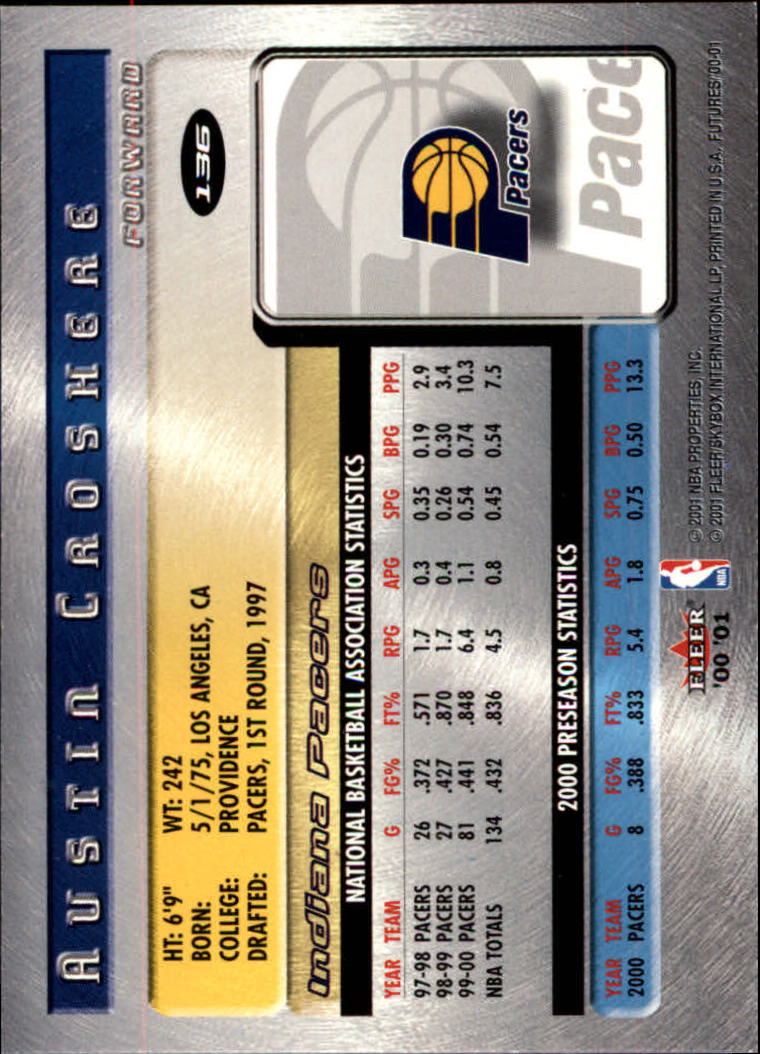 AUSTIN CROSHERE
FORWARD
136
HT: 6'9" WT: 242
BORN: 5/1/75, LOS ANGELES, CA
COLLEGE: PROVIDENCE
DRAFTED: PACERS, 1ST ROUND, 1997
Indiana Pacers
NATIONAL BASKETBALL ASSOCIATION STATISTICS
YEAR TEAM G FG% FT% RPG APG SPG BPG PPG
97-98 PACERS 26 .372 .571 1.7 0.3 0.35 0.19 2.9
98-99 PACERS 27 .427 .870 1.7 0.4 0.26 0.30 3.4
99-00 PACERS 81 .441 .848 6.4 1.1 0.54 0.74 10.3
NBA TOTALS 134 .432 .836 4.5 0.8 0.45 0.54 7.5
Pacers
Pace
2000 PRESEASON STATISTICS
YEAR TEAM G FG% FT% RPG APG SPG BPG PPG
2000 PACERS 8 .388 .833 5.4 1.8 0.75 0.50 13.3
FLEER
'00 '01
NBA
© 2001 NBA PROPERTIES, INC.
© 2001 FLEER/SKYBOX INTERNATIONAL LP, PRINTED IN U.S.A. FUTURES/00-01